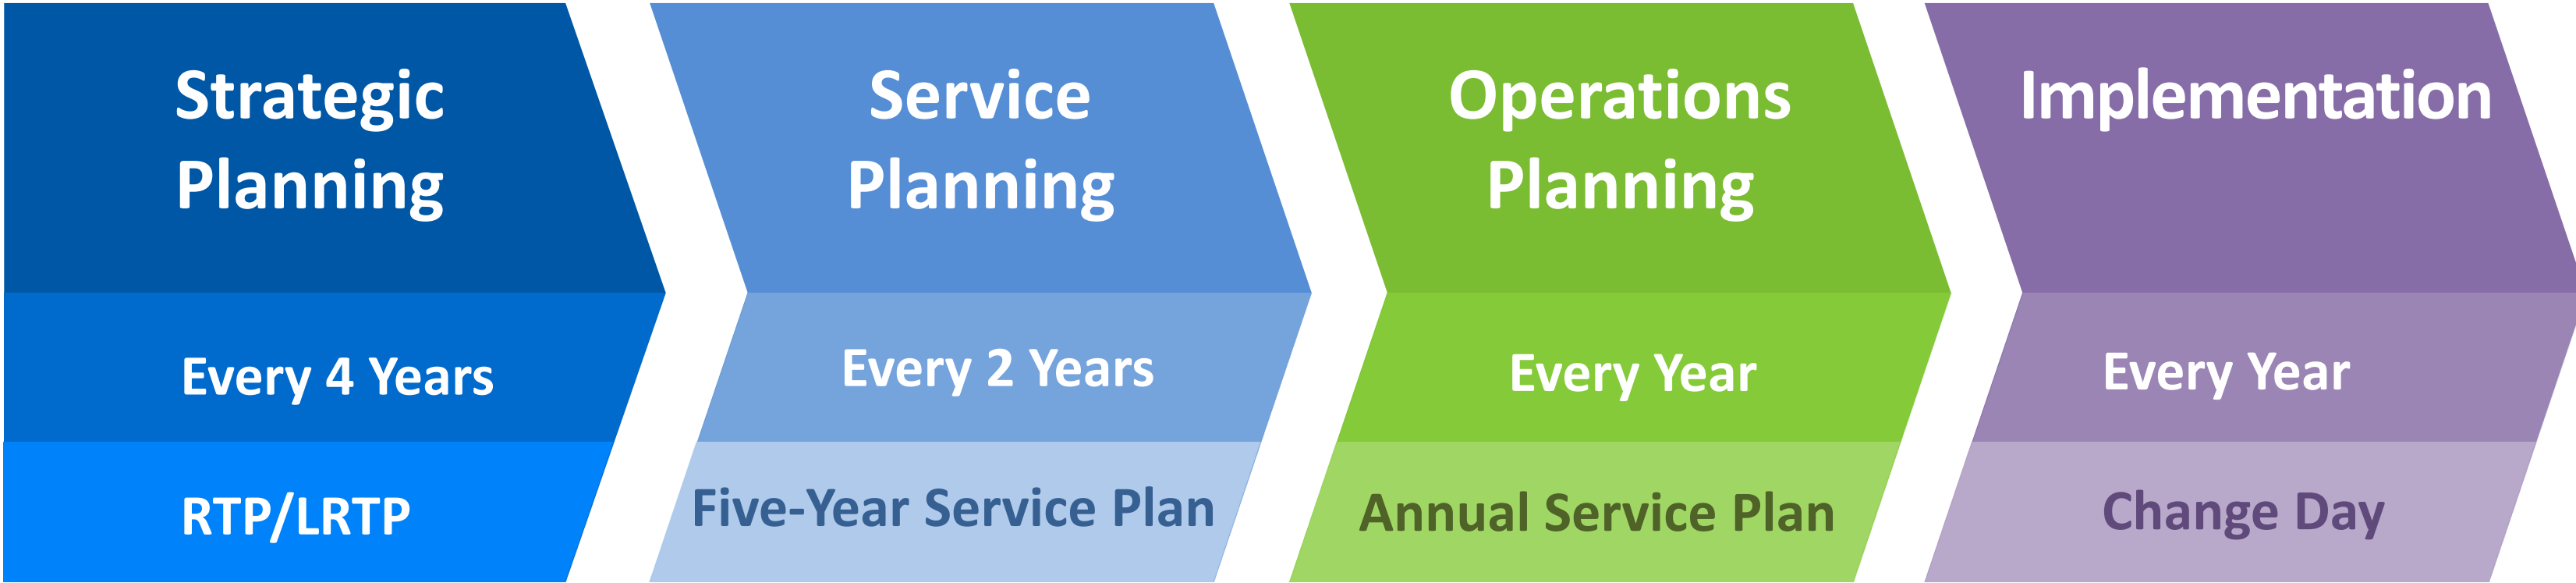 Strategic
Planning
Every 4 Years
RTP/LRTP
Service
Planning
Every 2 Years
Five-Year Service Plan
Operations
Planning
Every Year
Annual Service Plan
Implementation
Every Year
Change Day